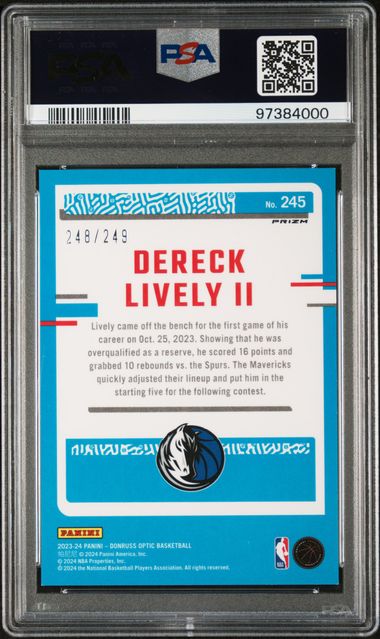 PSA
PSA
97384000
No. 245
PRIZM
248/249
DERECK
LIVELY II
Lively came off the bench for the first game of his
career on Oct. 25, 2023. Showing that he was
overqualified as a reserve, he scored 16 points and
grabbed 10 rebounds vs. the Spurs. The Mavericks
quickly adjusted their lineup and put him in the
starting five for the following contest.
PANINI
2023-24 PANINI – DONRUSS OPTIC BASKETBALL
帕尼尼 © 2024 Panini America, Inc.
© 2024 NBA Properties, Inc.
© 2024 the National Basketball Players Association. All rights reserved.